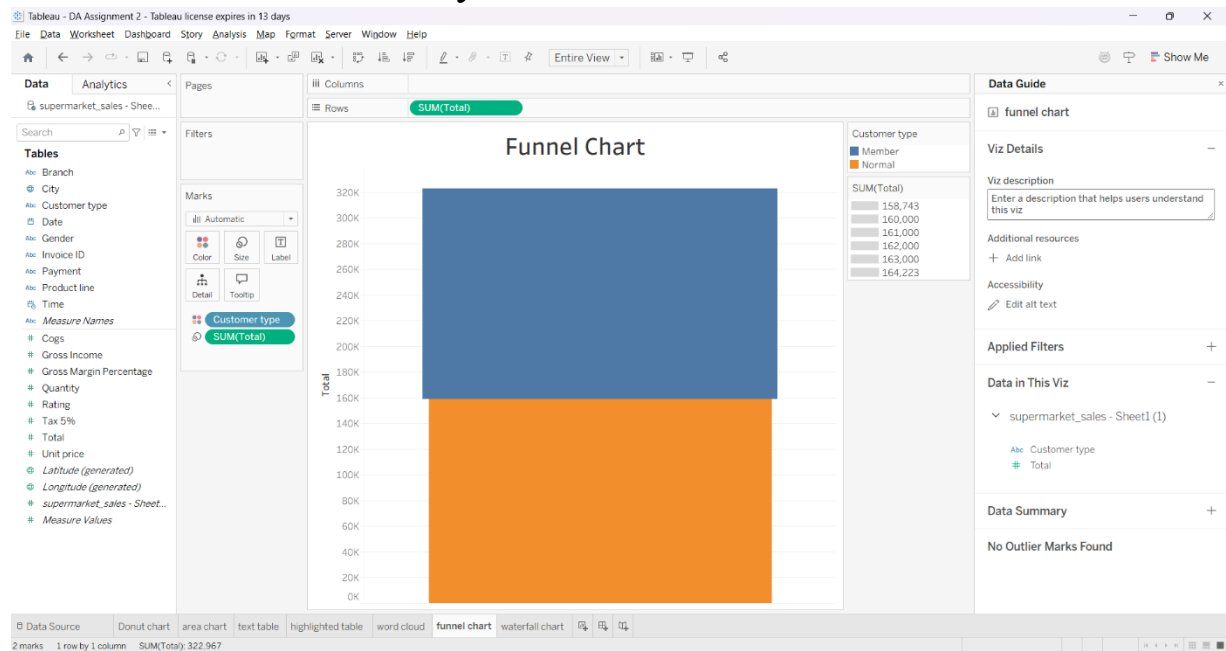 Tableau - DA Assignment 2 - Tableau license expires in 13 days
File Data Worksheet Dashboard Story Analysis Map Format Server Window Help
Entire View
Show Me
Data Analytics
supermarket_sales - Shee...
Search
Tables
Abc Branch
City
Abc Customer type
Date
Abc Gender
Abc Invoice ID
Abc Payment
Abc Product line
Time
Abc Measure Names
# Cogs
# Gross Income
# Gross Margin Percentage
# Quantity
# Rating
# Tax 5%
# Total
# Unit price
Latitude (generated)
Longitude (generated)
# supermarket_sales - Sheet...
# Measure Values
Pages
Filters
Marks
Automatic
Color Size Label
Detail Tooltip
Customer type
SUM(Total)
Columns
Rows SUM(Total)
Funnel Chart
Total
320K
300K
280K
260K
240K
220K
200K
180K
160K
140K
120K
100K
80K
60K
40K
20K
0K
Customer type
Member
Normal
SUM(Total)
158,743
160,000
161,000
162,000
163,000
164,223
Data Guide
funnel chart
Viz Details
Viz description
Enter a description that helps users understand
this viz
Additional resources
+ Add link
Accessibility
Edit alt text
Applied Filters
Data in This Viz
supermarket_sales - Sheet1 (1)
Abc Customer type
# Total
Data Summary
No Outlier Marks Found
Data Source Donut chart area chart text table highlighted table word cloud funnel chart waterfall chart
2 marks 1 row by 1 column SUM(Total): 322,967